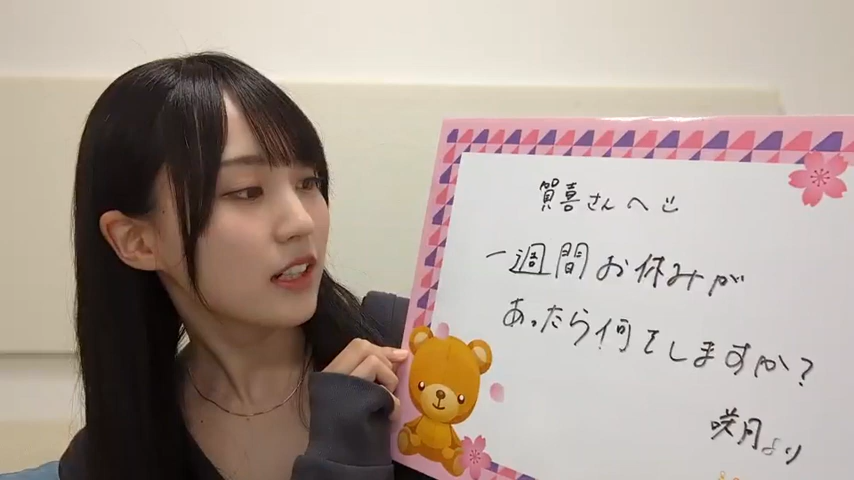 賀喜さんへ
一週間お休みが
あったら何をしますか？
咲月より